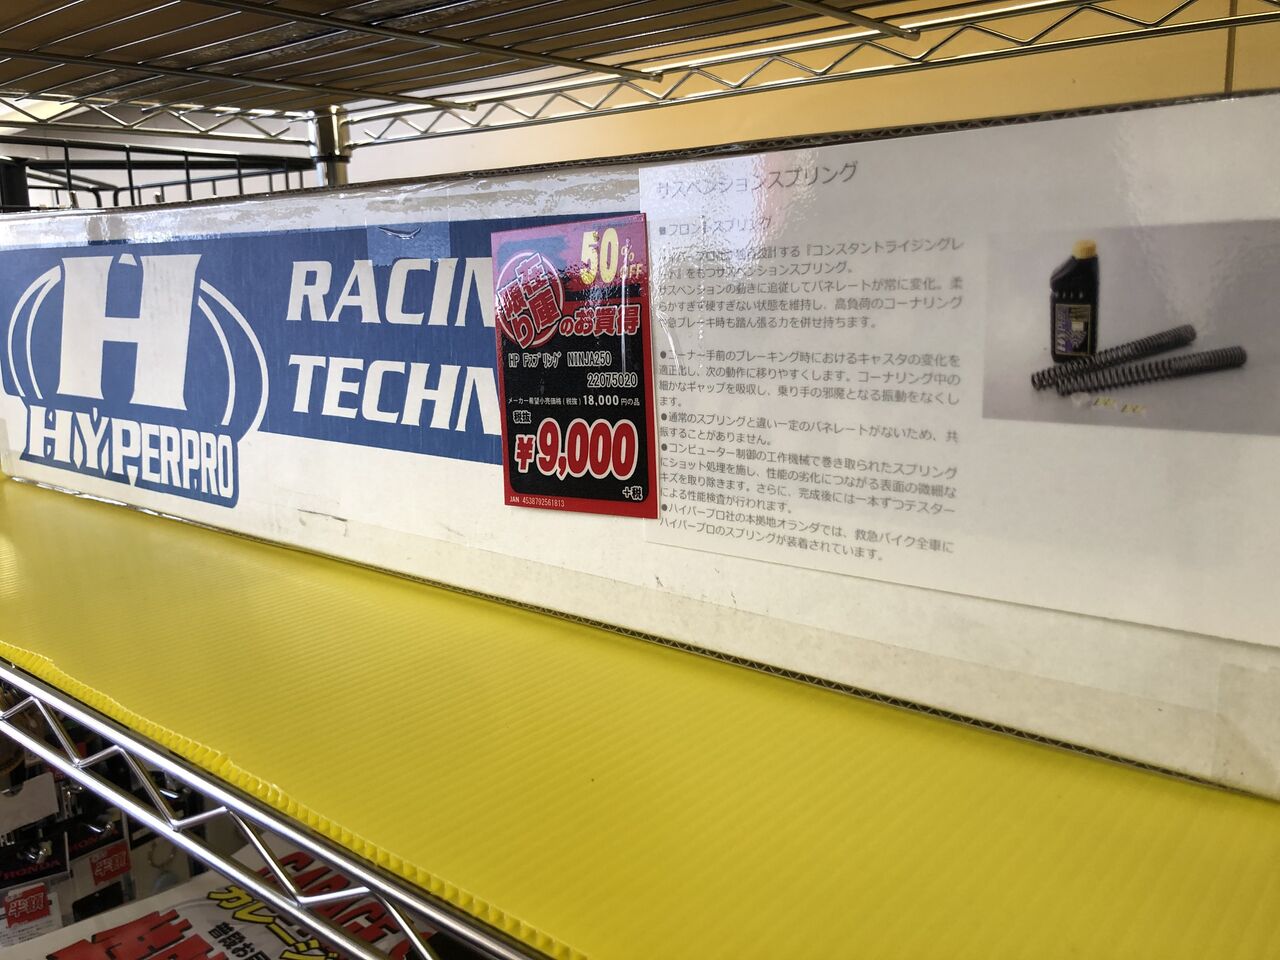 HYPERPRO
RACIN
TECHN
50%
OFF
在庫
限り
のお買得
HP Fスプリング NINJA250
22075020
メーカー希望小売価格(税抜)18,000円の品
税抜
¥9,000
+税
JAN 4538792561813
サスペンションスプリング
■フロントスプリング
設計する『コンスタントライジングレ
をもつサスペンションスプリング。
サスペンションの動きに追従してバネレートが常に変化。柔
らかすぎず硬すぎない状態を維持し、高負荷のコーナリング
や急ブレーキ時も踏ん張る力を併せ持ちます。
●コーナー手前のブレーキング時におけるキャスタの変化を
適正出し、次の動作に移りやすくします。コーナリング中の
細かなギャップを吸収し、乗り手の邪魔となる振動をなくし
ます。
●通常のスプリングと違い一定のバネレートがないため、共
振することがありません。
●コンピューター制御の工作機械で巻き取られたスプリング
にショット処理を施し、性能の劣化につながる表面の微細な
キズを取り除きます。さらに、完成後には一本ずつテスター
による性能検査が行われます。
●ハイパープロ社の本拠地オランダでは、救急バイク全車に
ハイパープロのスプリングが装着されています。
HONDA
半額
半額
HONDA
GARAGE
ガレージ
普段お